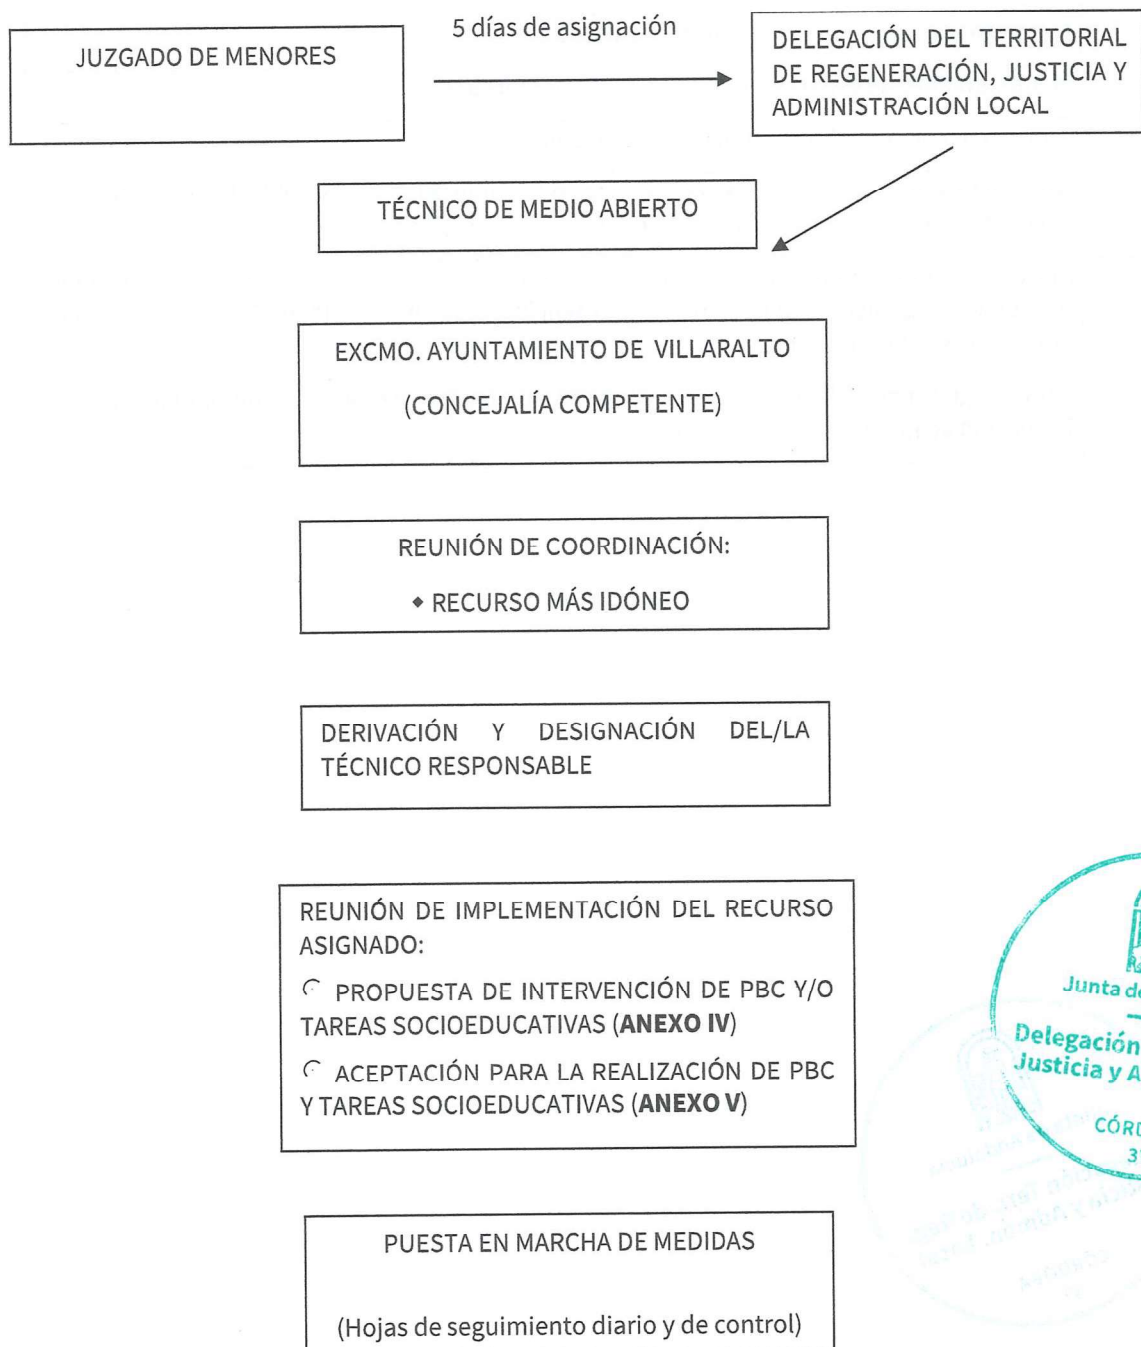 JUZGADO DE MENORES
5 días de asignación
DELEGACIÓN DEL TERRITORIAL
DE REGENERACIÓN, JUSTICIA Y
ADMINISTRACIÓN LOCAL
TÉCNICO DE MEDIO ABIERTO
EXCMO. AYUNTAMIENTO DE VILLARALTO
(CONCEJALÍA COMPETENTE)
REUNIÓN DE COORDINACIÓN:
◆ RECURSO MÁS IDÓNEO
DERIVACIÓN Y DESIGNACIÓN DEL/LA
TÉCNICO RESPONSABLE
REUNIÓN DE IMPLEMENTACIÓN DEL RECURSO
ASIGNADO:
PROPUESTA DE INTERVENCIÓN DE PBC Y/O
TAREAS SOCIOEDUCATIVAS (ANEXO IV)
ACEPTACIÓN PARA LA REALIZACIÓN DE PBC
Y TAREAS SOCIOEDUCATIVAS (ANEXO V)
PUESTA EN MARCHA DE MEDIDAS
(Hojas de seguimiento diario y de control)
Junta de
Delegación
Justicia y A
CÓRD